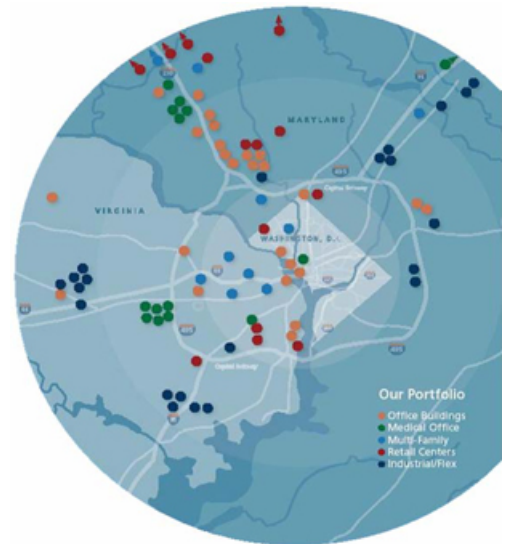 MARYLAND
Capital Beltway
VIRGINIA
WASHINGTON, D.C.
Capital Beltway
Our Portfolio
Office Buildings
Medical Office
Multi-Family
Retail Centers
Industrial/Flex